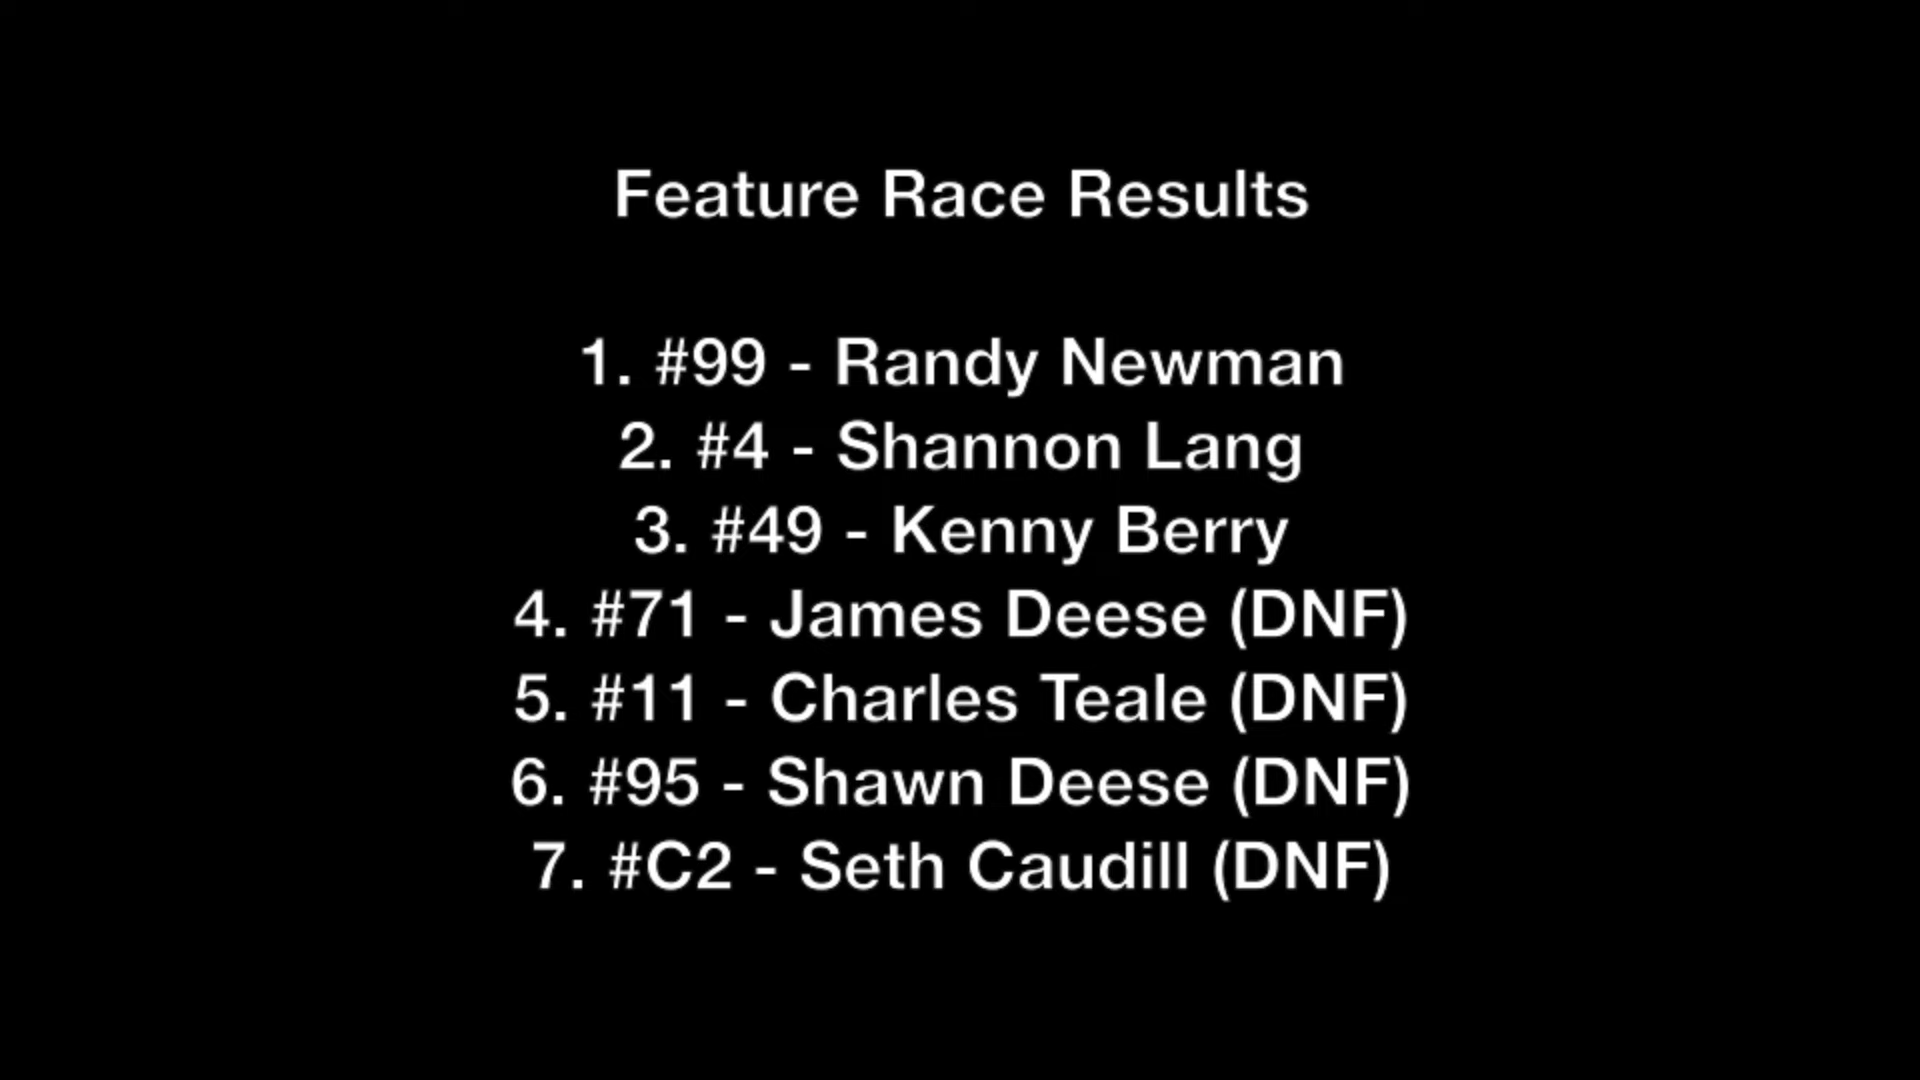 Feature Race Results
1. #99 - Randy Newman
2. #4 - Shannon Lang
3. #49 - Kenny Berry
4. #71 - James Deese (DNF)
5. #11 - Charles Teale (DNF)
6. #95 - Shawn Deese (DNF)
7. #C2 - Seth Caudill (DNF)